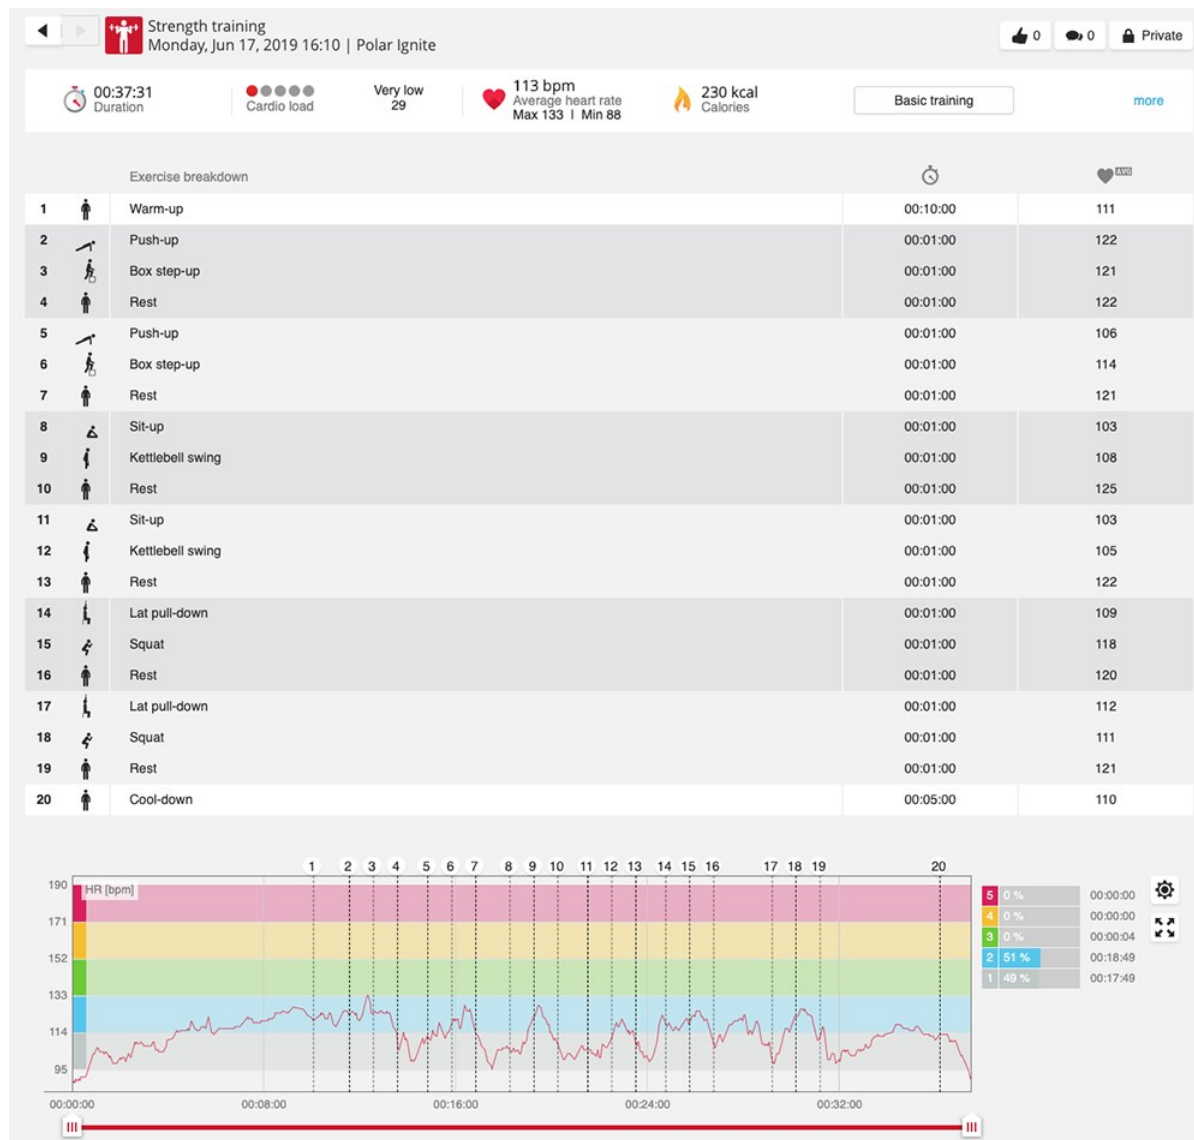 Strength training
Monday, Jun 17, 2019 16:10 | Polar Ignite
0 0 Private
00:37:31
Duration
Cardio load
Very low
29
113 bpm
Average heart rate
Max 133 | Min 88
230 kcal
Calories
Basic training
more
Exercise breakdown AVG
1 Warm-up 00:10:00 111
2 Push-up 00:01:00 122
3 Box step-up 00:01:00 121
4 Rest 00:01:00 122
5 Push-up 00:01:00 106
6 Box step-up 00:01:00 114
7 Rest 00:01:00 121
8 Sit-up 00:01:00 103
9 Kettlebell swing 00:01:00 108
10 Rest 00:01:00 125
11 Sit-up 00:01:00 103
12 Kettlebell swing 00:01:00 105
13 Rest 00:01:00 122
14 Lat pull-down 00:01:00 109
15 Squat 00:01:00 118
16 Rest 00:01:00 120
17 Lat pull-down 00:01:00 112
18 Squat 00:01:00 111
19 Rest 00:01:00 121
20 Cool-down 00:05:00 110
1 2 3 4 5 6 7 8 9 10 11 12 13 14 15 16 17 18 19 20
HR [bpm]
190
171
152
133
114
95
00:00:00 00:08:00 00:16:00 00:24:00 00:32:00
5 0 % 00:00:00
4 0 % 00:00:00
3 0 % 00:00:04
2 51 % 00:18:49
1 49 % 00:17:49